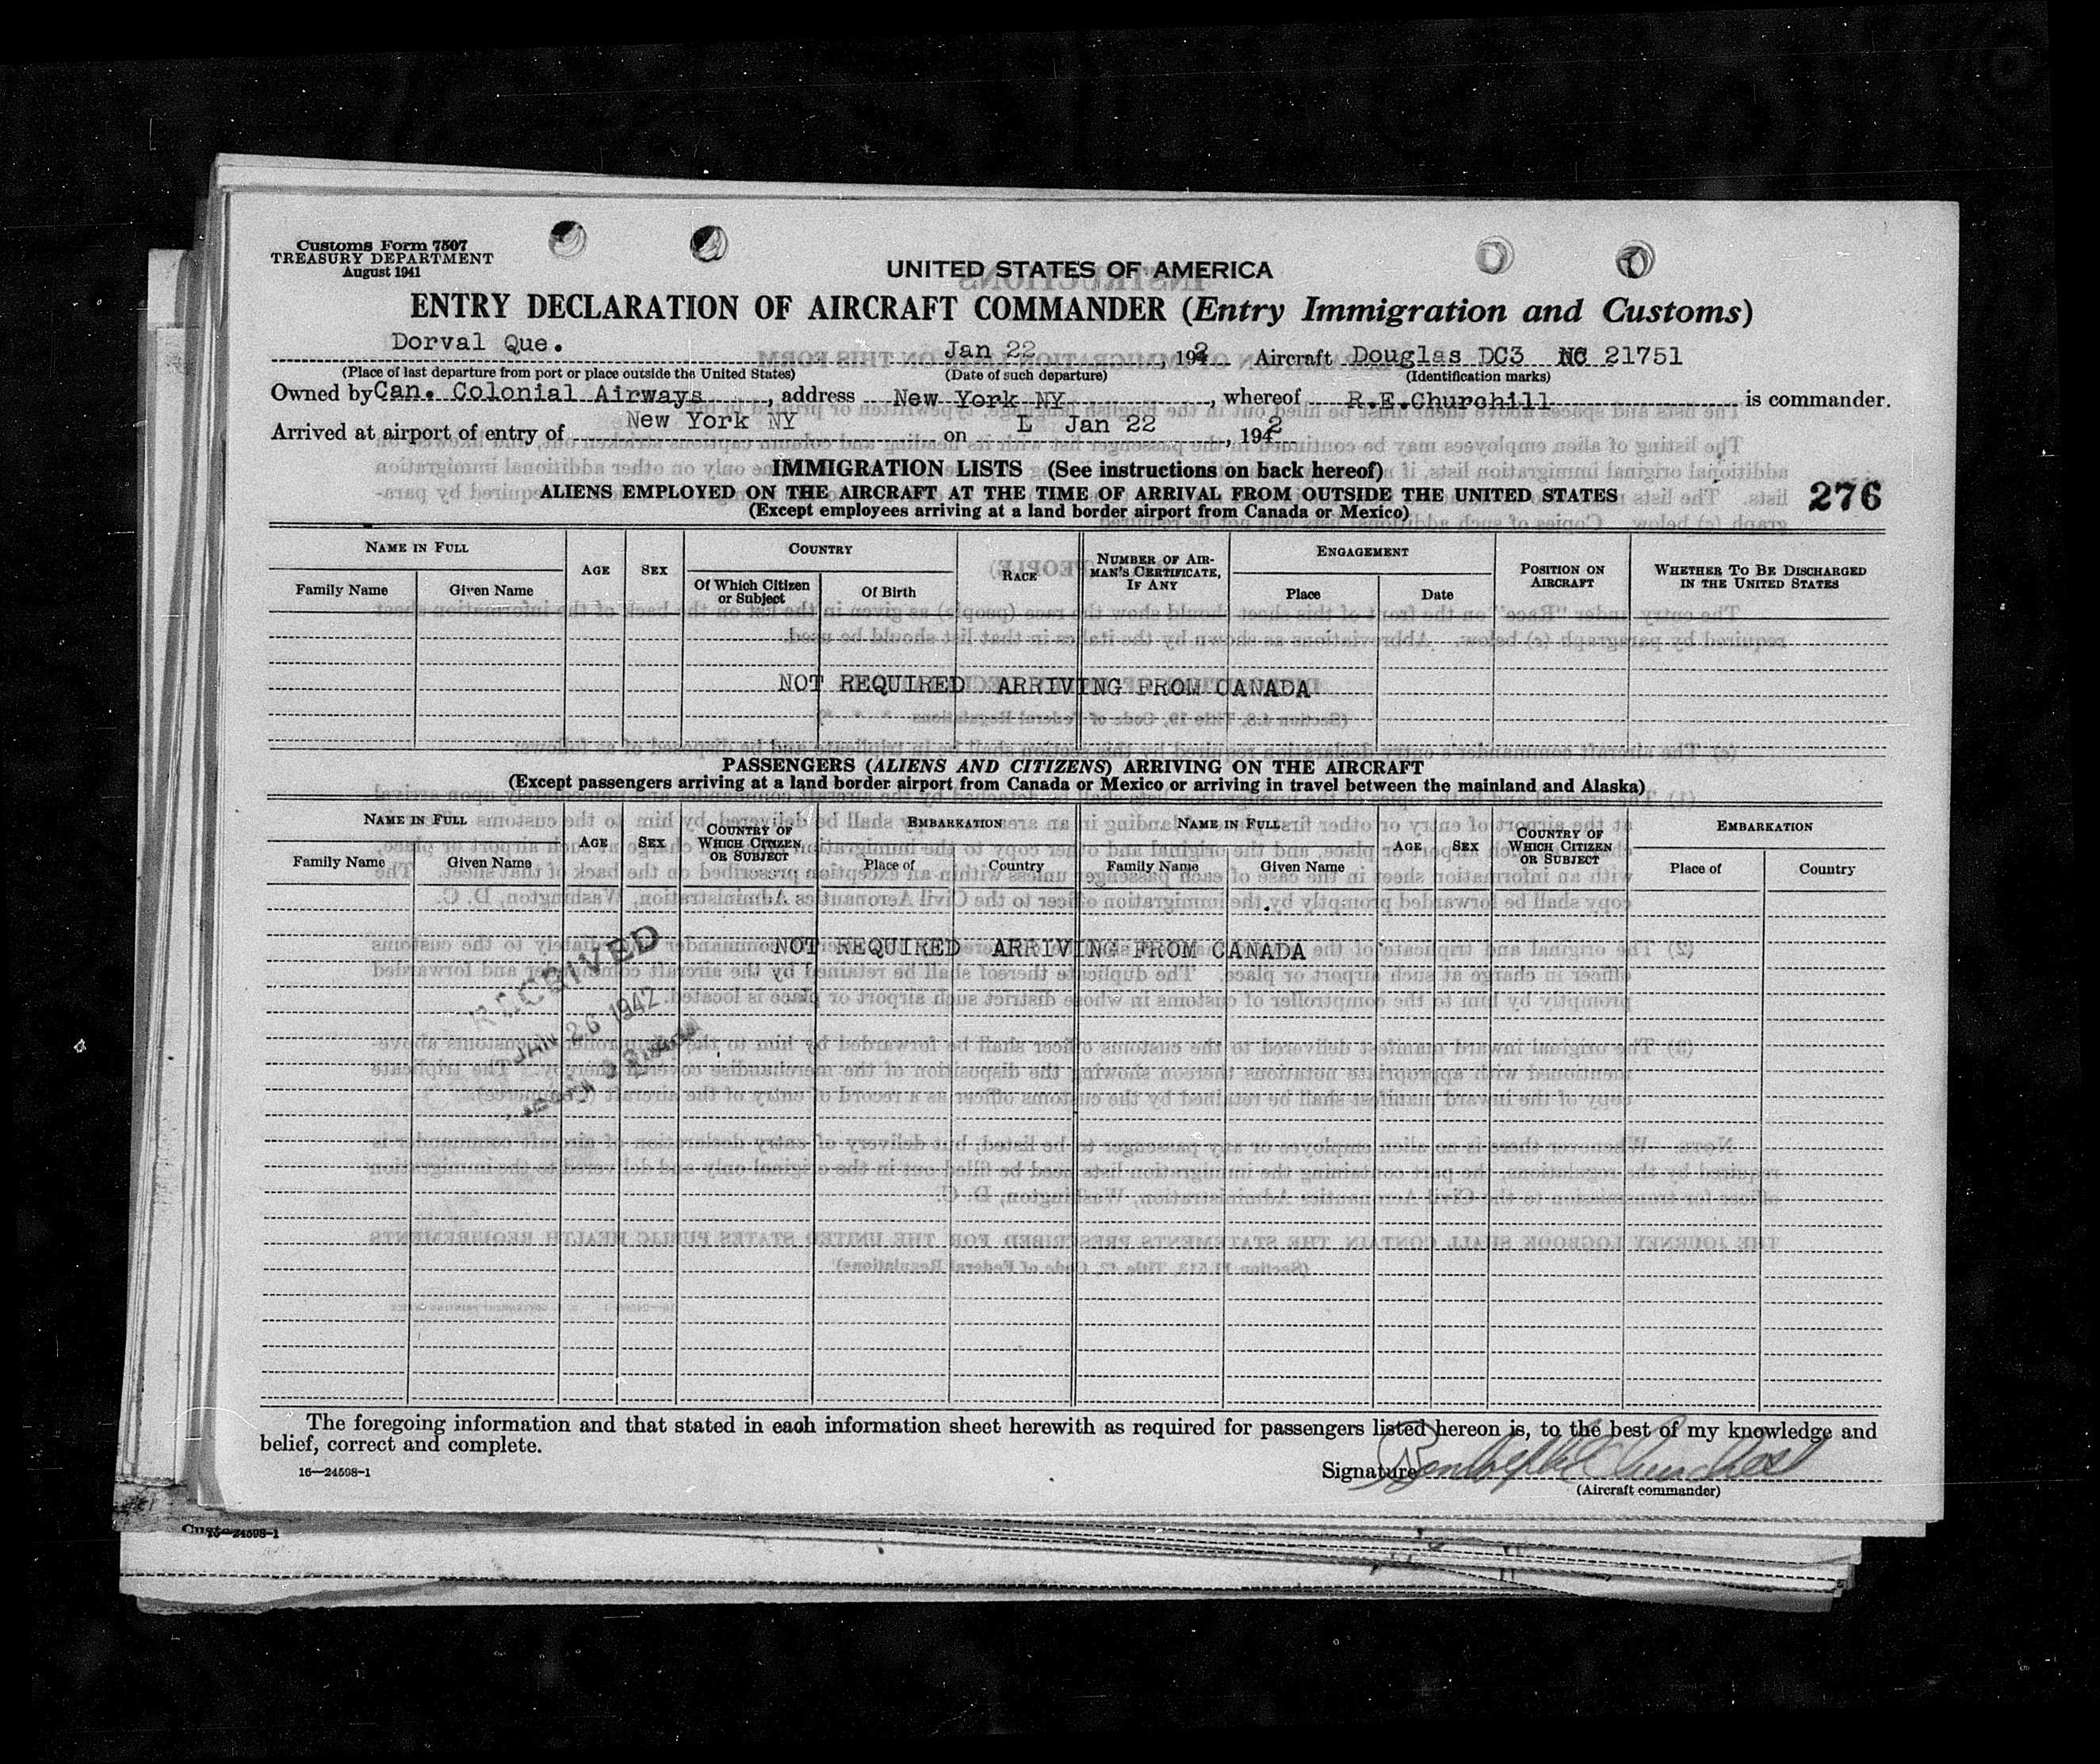 Customs Form 7507
TREASURY DEPARTMENT
August 1941
UNITED STATES OF AMERICA
ENTRY DECLARATION OF AIRCRAFT COMMANDER (Entry Immigration and Customs)
Dorval Que. Jan 22, 1942 Aircraft Douglas DC3 NC 21751
(Place of last departure from port or place outside the United States) (Date of such departure) (Identification marks)
Owned by Can. Colonial Airways, address New York NY, whereof R.E.Churchill is commander.
Arrived at airport of entry of New York NY on L Jan 22, 1942
IMMIGRATION LISTS (See instructions on back hereof)
ALIENS EMPLOYED ON THE AIRCRAFT AT THE TIME OF ARRIVAL FROM OUTSIDE THE UNITED STATES
276
(Except employees arriving at a land border airport from Canada or Mexico)
NAME IN FULL AGE SEX COUNTRY RACE NUMBER OF AIRMAN'S CERTIFICATE, IF ANY ENGAGEMENT POSITION ON AIRCRAFT WHETHER TO BE DISCHARGED IN THE UNITED STATES
Family Name Given Name Of Which Citizen or Subject Of Birth Place Date
NOT REQUIRED ARRIVING FROM CANADA
PASSENGERS (ALIENS AND CITIZENS) ARRIVING ON THE AIRCRAFT
(Except passengers arriving at a land border airport from Canada or Mexico or arriving in travel between the mainland and Alaska)
NAME IN FULL AGE SEX COUNTRY OF WHICH CITIZEN OR SUBJECT EMBARKATION NAME IN FULL AGE SEX COUNTRY OF WHICH CITIZEN OR SUBJECT EMBARKATION
Family Name Given Name Place of Country Family Name Given Name Place of Country
NOT REQUIRED ARRIVING FROM CANADA
RECEIVED
JAN 26 1942
The foregoing information and that stated in each information sheet herewith as required for passengers listed hereon is, to the best of my knowledge and
belief, correct and complete.
16—24598-1
Signature Churchill
(Aircraft commander)
16—24598-1